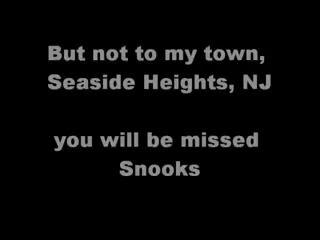 But not to my town,
Seaside Heights, NJ
you will be missed
Snooks